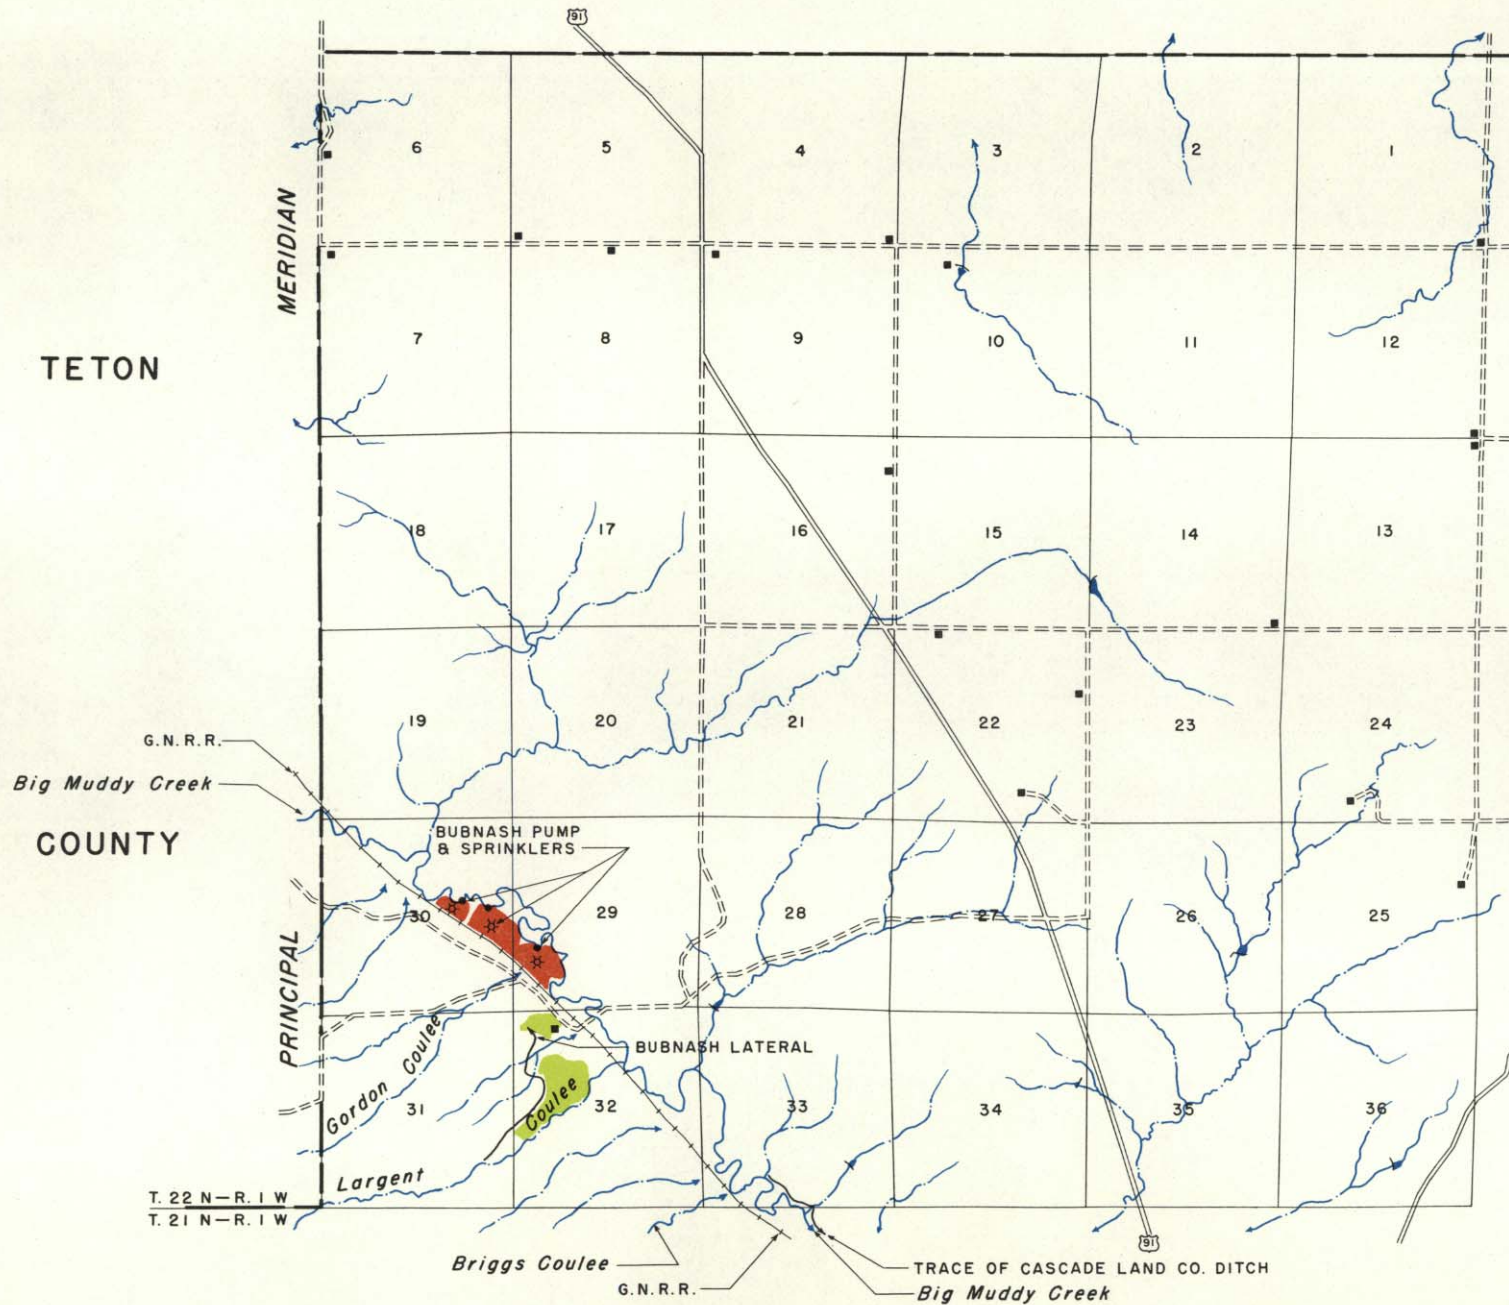 91
6 5 4 3 2 1
MERIDIAN
7 8 9 10 11 12
TETON
18 17 16 15 14 13
19 20 21 22 23 24
G.N.R.R.
Big Muddy Creek
BUBNASH PUMP
& SPRINKLERS
COUNTY
30 29 28 27 26 25
PRINCIPAL
BUBNASH LATERAL
Gordon Coulee
31 32 33 34 35 36
Largent Coulee
T. 22 N—R. 1 W
T. 21 N—R. 1 W
91
Briggs Coulee
TRACE OF CASCADE LAND CO. DITCH
G.N.R.R.
Big Muddy Creek